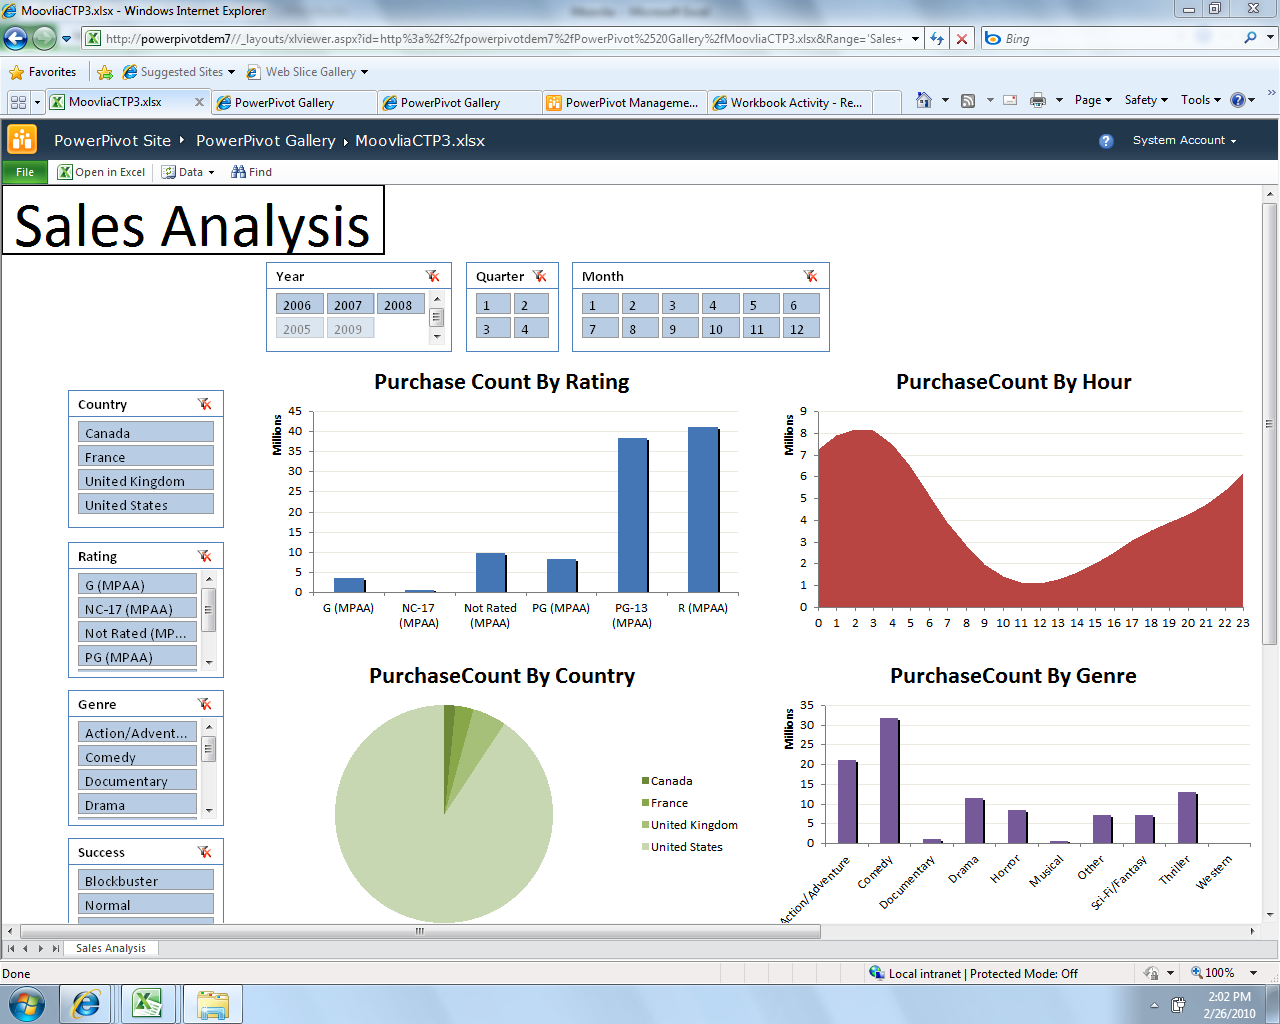 MoovliaCTP3.xlsx - Windows Internet Explorer
http://powerpivotdem7//_layouts/xlviewer.aspx?id=http%3a%2f%2fpowerpivotdem7%2fPowerPivot%2520Gallery%2fMoovliaCTP3.xlsx&Range='Sales+
Bing
Favorites Suggested Sites Web Slice Gallery
MoovliaCTP3.xlsx PowerPivot Gallery PowerPivot Gallery PowerPivot Manageme... Workbook Activity - Re... Page Safety Tools
PowerPivot Site PowerPivot Gallery MoovliaCTP3.xlsx System Account
File Open in Excel Data Find
Sales Analysis
Year
2006 2007 2008
2005 2009
Quarter
1 2
3 4
Month
1 2 3 4 5 6
7 8 9 10 11 12
Country
Canada
France
United Kingdom
United States
Rating
G (MPAA)
NC-17 (MPAA)
Not Rated (MP...
PG (MPAA)
Genre
Action/Advent...
Comedy
Documentary
Drama
Success
Blockbuster
Normal
Purchase Count By Rating
Millions
45
40
35
30
25
20
15
10
5
0
G (MPAA) NC-17 (MPAA) Not Rated (MPAA) PG (MPAA) PG-13 (MPAA) R (MPAA)
PurchaseCount By Hour
Millions
9
8
7
6
5
4
3
2
1
0
0 1 2 3 4 5 6 7 8 9 10 11 12 13 14 15 16 17 18 19 20 21 22 23
PurchaseCount By Country
Canada
France
United Kingdom
United States
PurchaseCount By Genre
Millions
35
30
25
20
15
10
5
0
Action/Adventure Comedy Documentary Drama Horror Musical Other Sci-Fi/Fantasy Thriller Western
Sales Analysis
Done Local intranet | Protected Mode: Off 100%
2:02 PM
2/26/2010